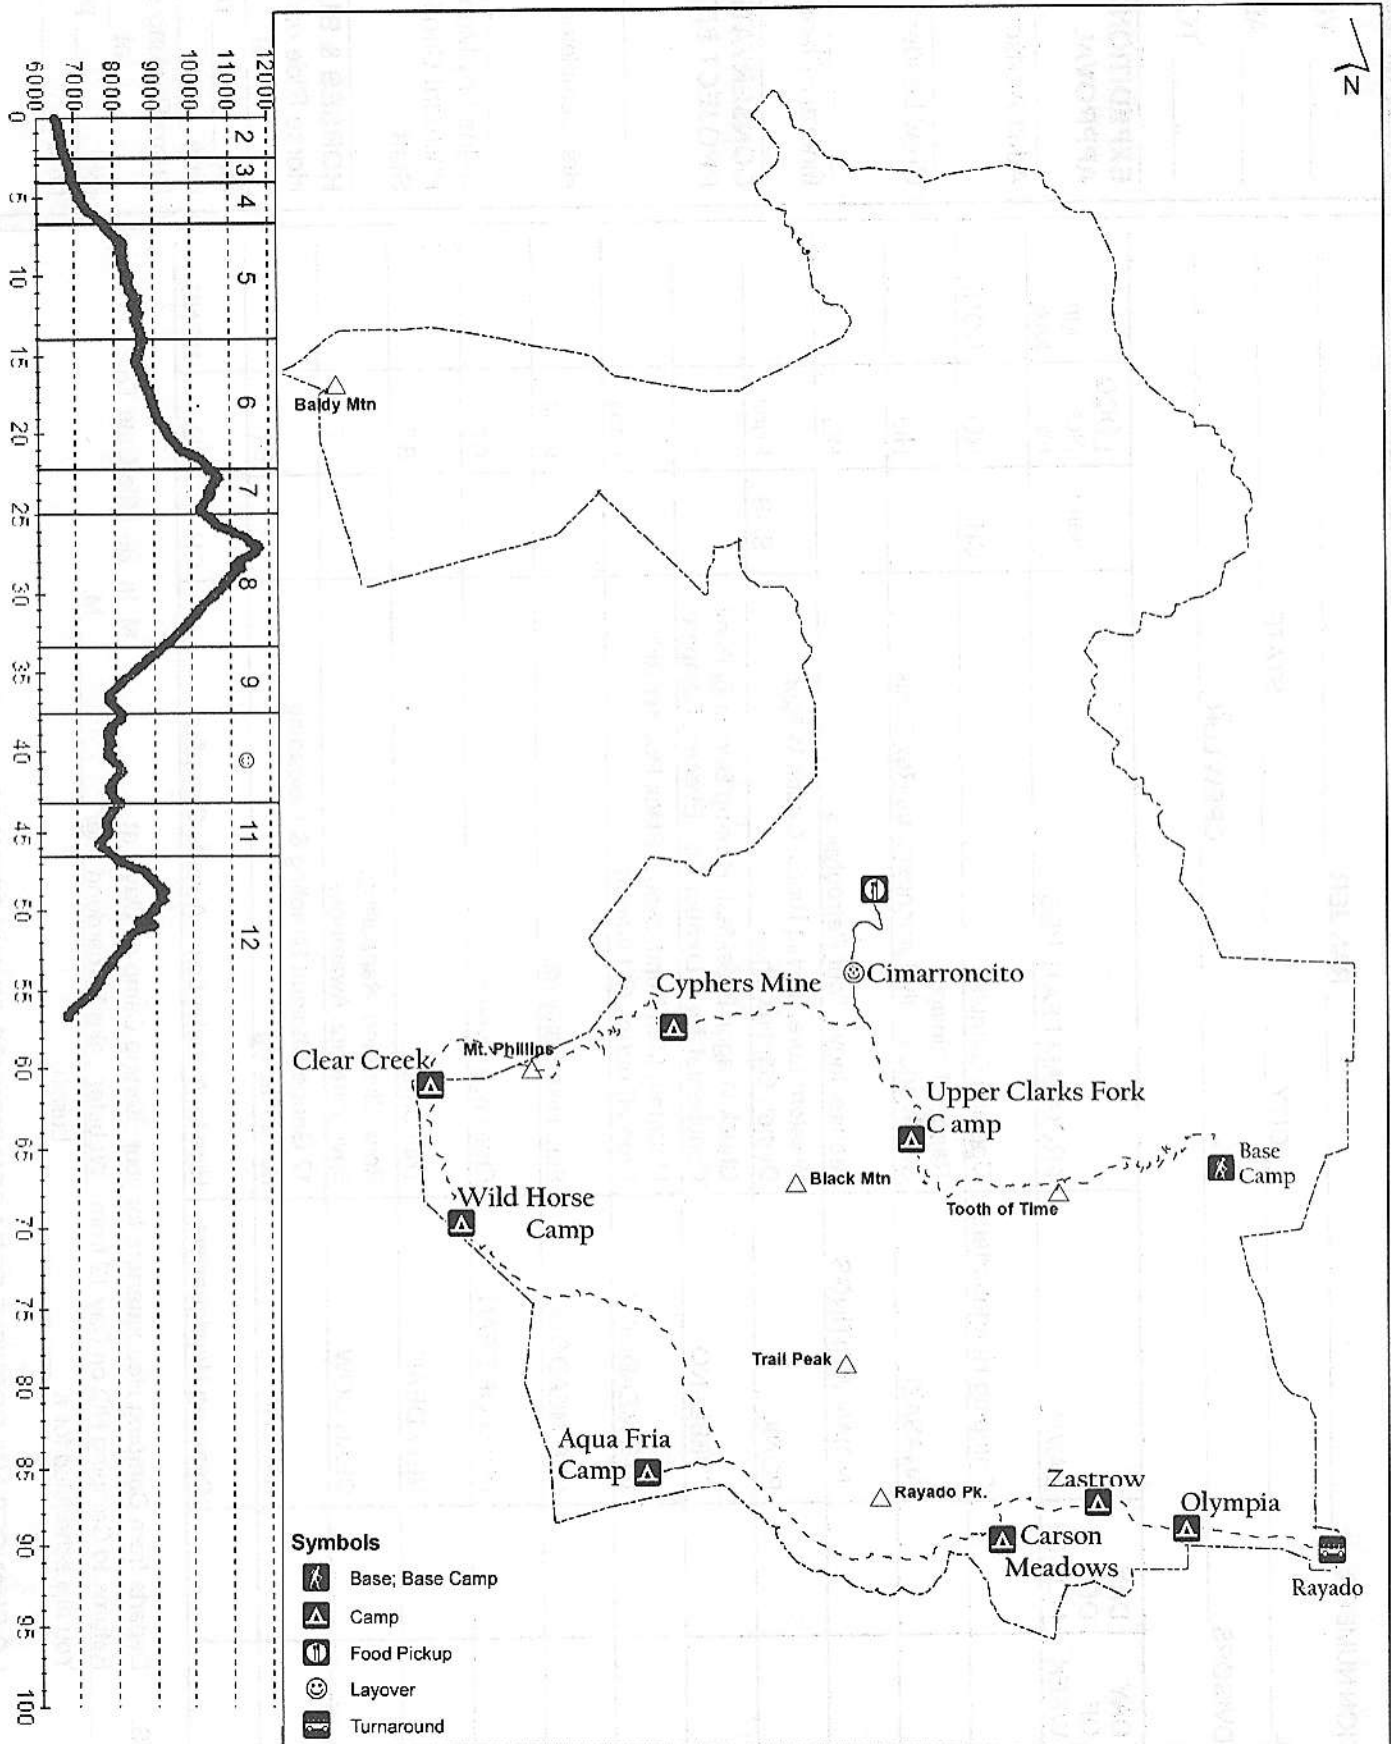 N
12000
11000
10000
9000
8000
7000
6000
0
5
10
15
20
25
30
35
40
45
50
55
60
65
70
75
80
85
90
95
100
2
3
4
5
6
7
8
9
☺
11
12
Baldy Mtn
Cimarroncito
Cyphers Mine
Mt. Phillips
Clear Creek
Upper Clarks Fork
Camp
Base
Camp
Black Mtn
Tooth of Time
Wild Horse
Camp
Trail Peak
Aqua Fria
Camp
Rayado Pk.
Zastrow
Olympia
Carson
Meadows
Rayado
Symbols
Base; Base Camp
Camp
Food Pickup
Layover
Turnaround